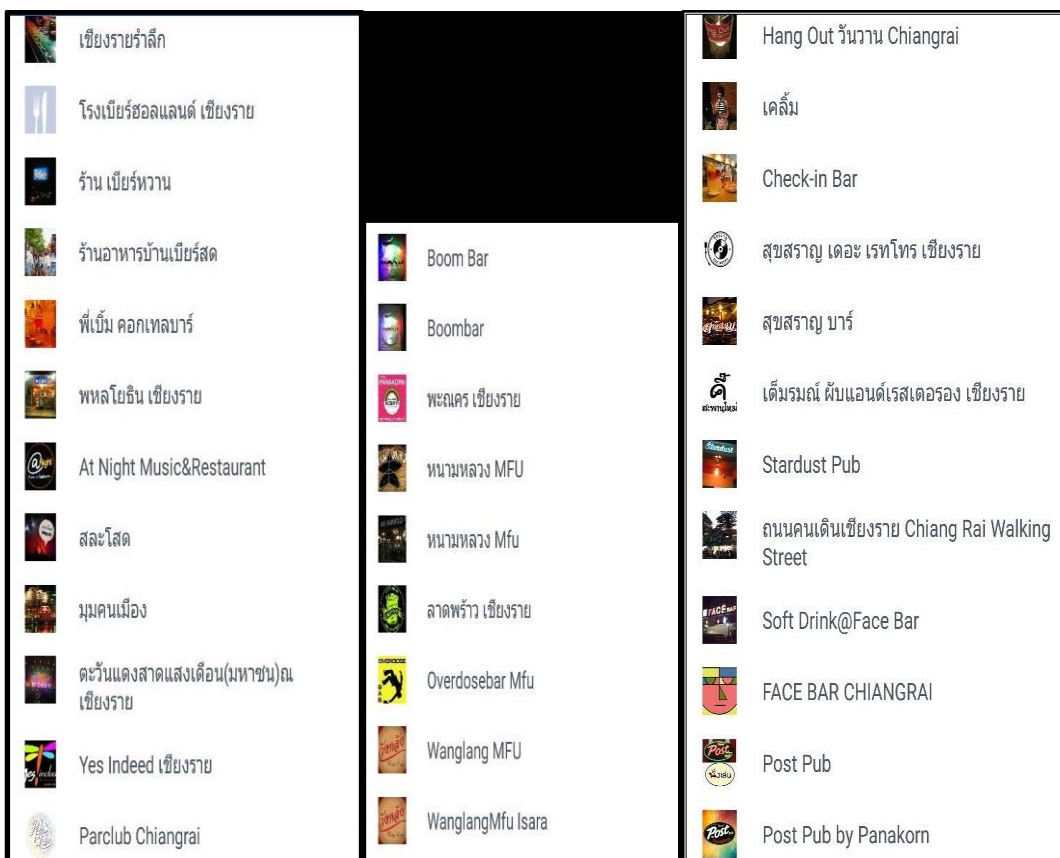 เชียงรายรำลึก
โรงเบียร์ฮอลแลนด์ เชียงราย
ร้าน เบียร์หวาน
ร้านอาหารบ้านเบียร์สด
พี่เบิ้ม คอกเทลบาร์
พหลโยธิน เชียงราย
At Night Music&Restaurant
สละโสด
มุมคนเมือง
ตะวันแดงสาดแสงเดือน(มหาชน)ณ
เชียงราย
Yes Indeed เชียงราย
Parclub Chiangrai
Boom Bar
Boombar
พะณคร เชียงราย
หนามหลวง MFU
หนามหลวง Mfu
ลาดพร้าว เชียงราย
Overdosebar Mfu
Wanglang MFU
WanglangMfu Isara
Hang Out วันวาน Chiangrai
เคลิ้ม
Check-in Bar
สุขสราญ เดอะ เรทโทร เชียงราย
สุขสราญ บาร์
เต็มรมณ์ ผับแอนด์เรสเตอรอง เชียงราย
Stardust Pub
ถนนคนเดินเชียงราย Chiang Rai Walking
Street
Soft Drink@Face Bar
FACE BAR CHIANGRAI
Post Pub
Post Pub by Panakorn